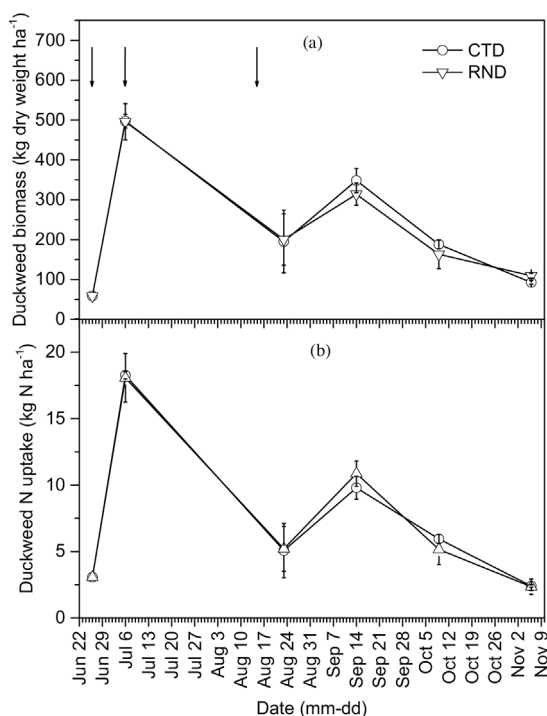 (a)
CTD
RND
Duckweed biomass (kg dry weight ha⁻¹)
700
600
500
400
300
200
100
0
(b)
Duckweed N uptake (kg N ha⁻¹)
20
15
10
5
0
Jun 22
Jun 29
Jul 6
Jul 13
Jul 20
Jul 27
Aug 3
Aug 10
Aug 17
Aug 24
Aug 31
Sep 7
Sep 14
Sep 21
Sep 28
Oct 5
Oct 12
Oct 19
Oct 26
Nov 2
Nov 9
Date (mm-dd)